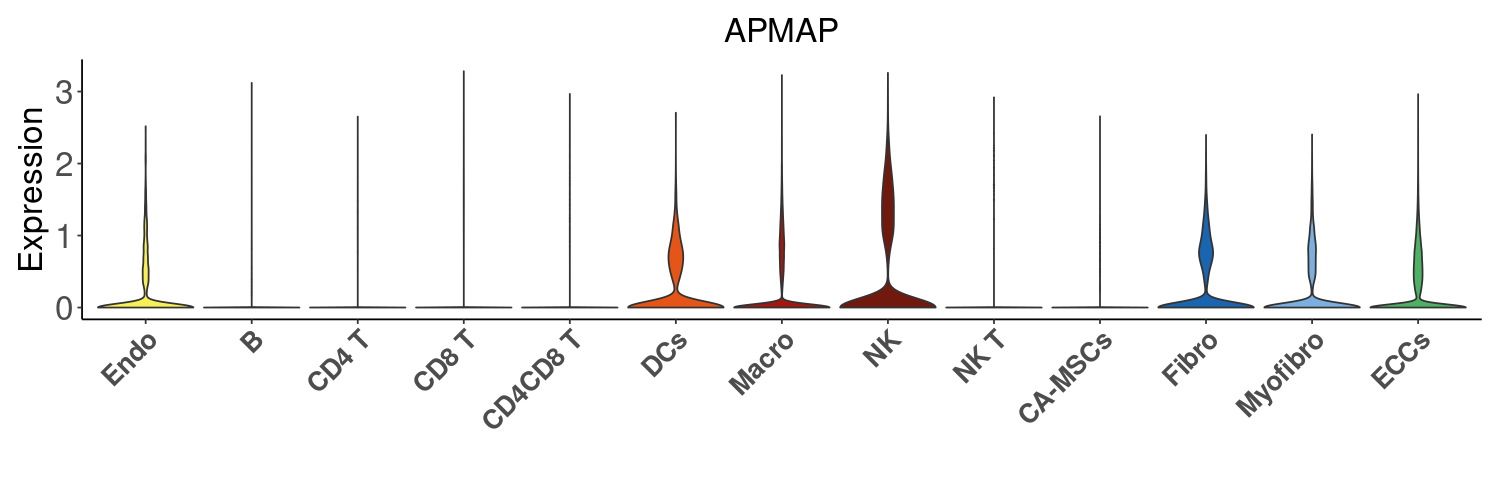 APMAP
Expression
3
2
1
0
Endo
B
CD4 T
CD8 T
CD4CD8 T
DCs
Macro
NK
NK T
CA-MSCs
Fibro
Myofibro
ECCs